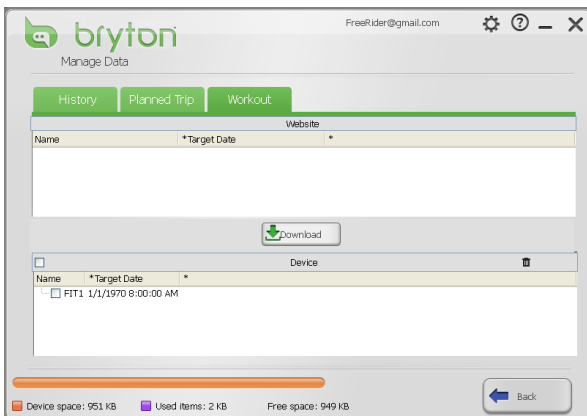 bryton
FreeRider@gmail.com
Manage Data
History Planned Trip Workout
Website
Name *Target Date *
Download
Device
Name *Target Date *
FIT1 1/1/1970 8:00:00 AM
Device space: 951 KB Used items: 2 KB Free space: 949 KB
Back